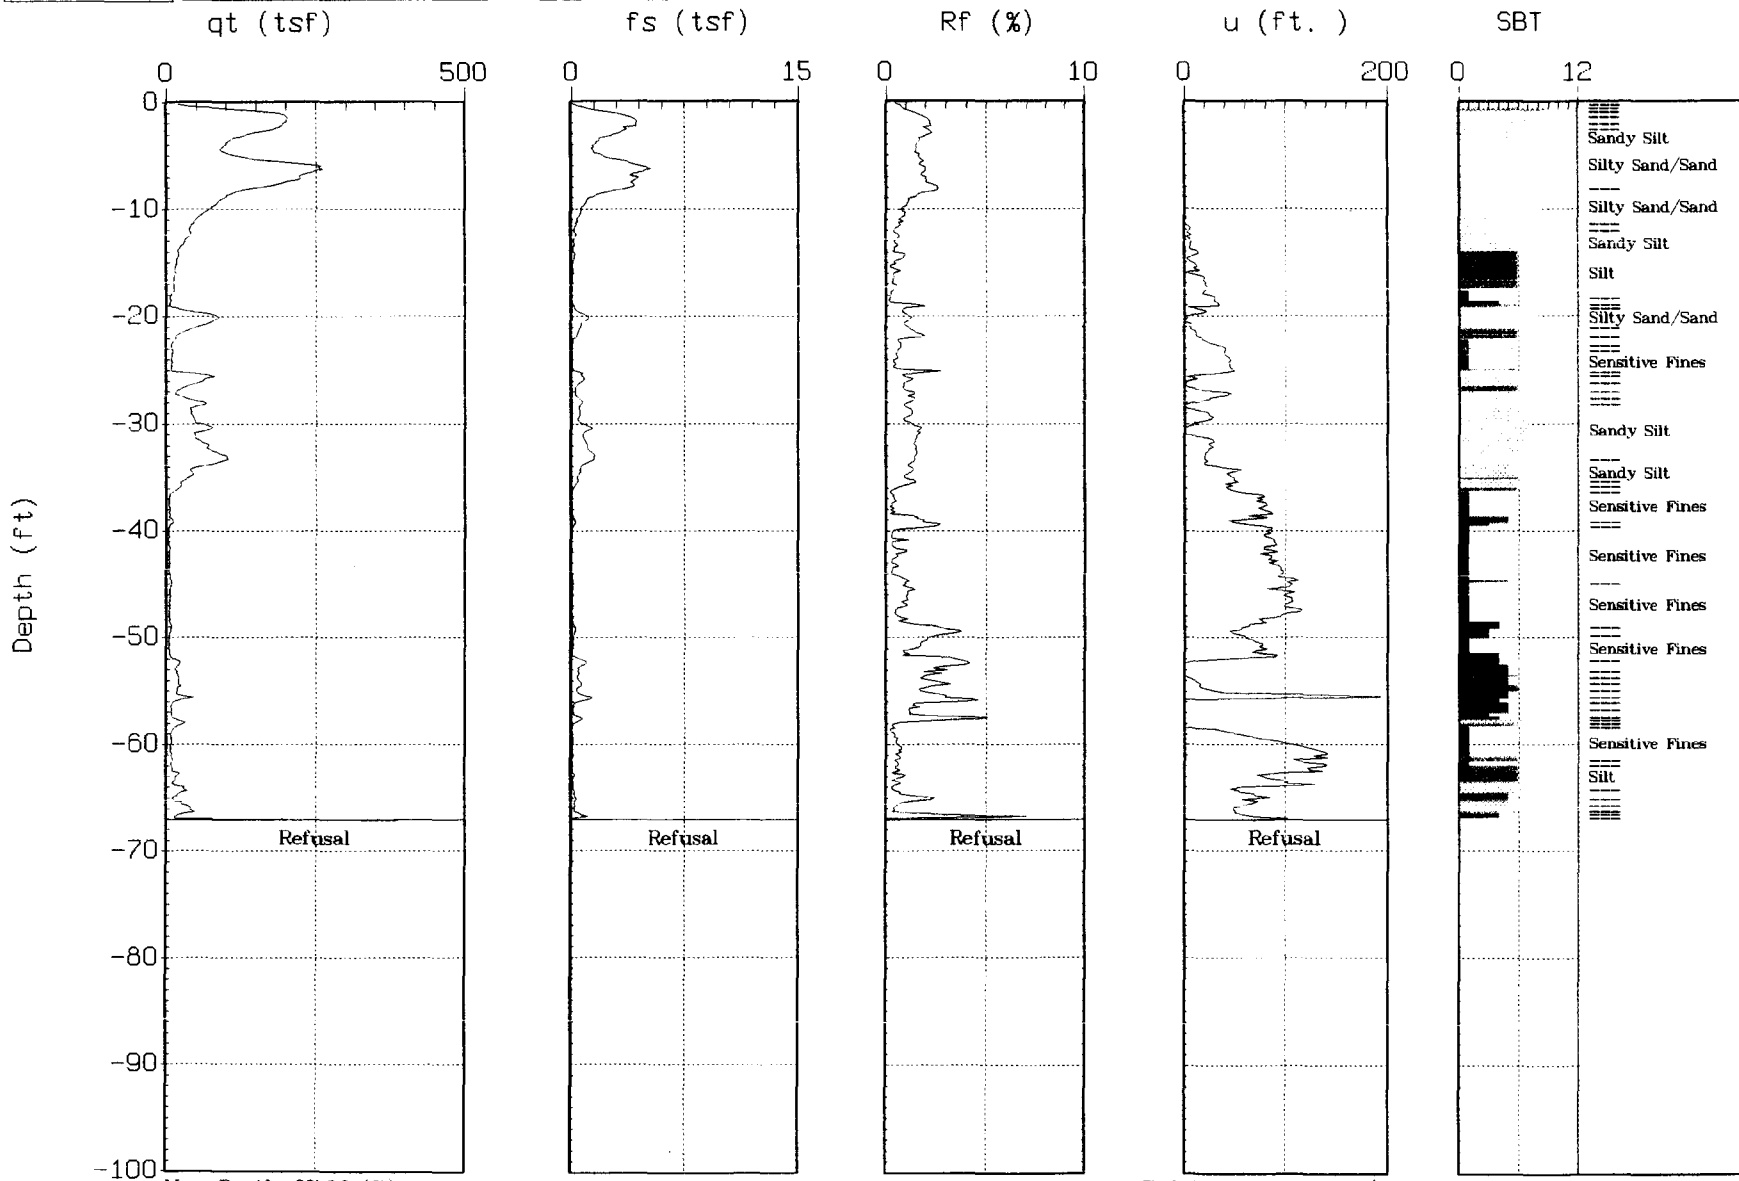 qt (tsf) fs (tsf) Rf (%) u (ft. ) SBT
0 500 0 15 0 10 0 200 0 12
Depth (ft)
0
-10
-20
-30
-40
-50
-60
-70
-80
-90
-100
Sandy Silt
Silty Sand/Sand
Silty Sand/Sand
Sandy Silt
Silt
Silty Sand/Sand
Sensitive Fines
Sandy Silt
Sandy Silt
Sensitive Fines
Sensitive Fines
Sensitive Fines
Sensitive Fines
Sensitive Fines
Silt
Refusal Refusal Refusal Refusal